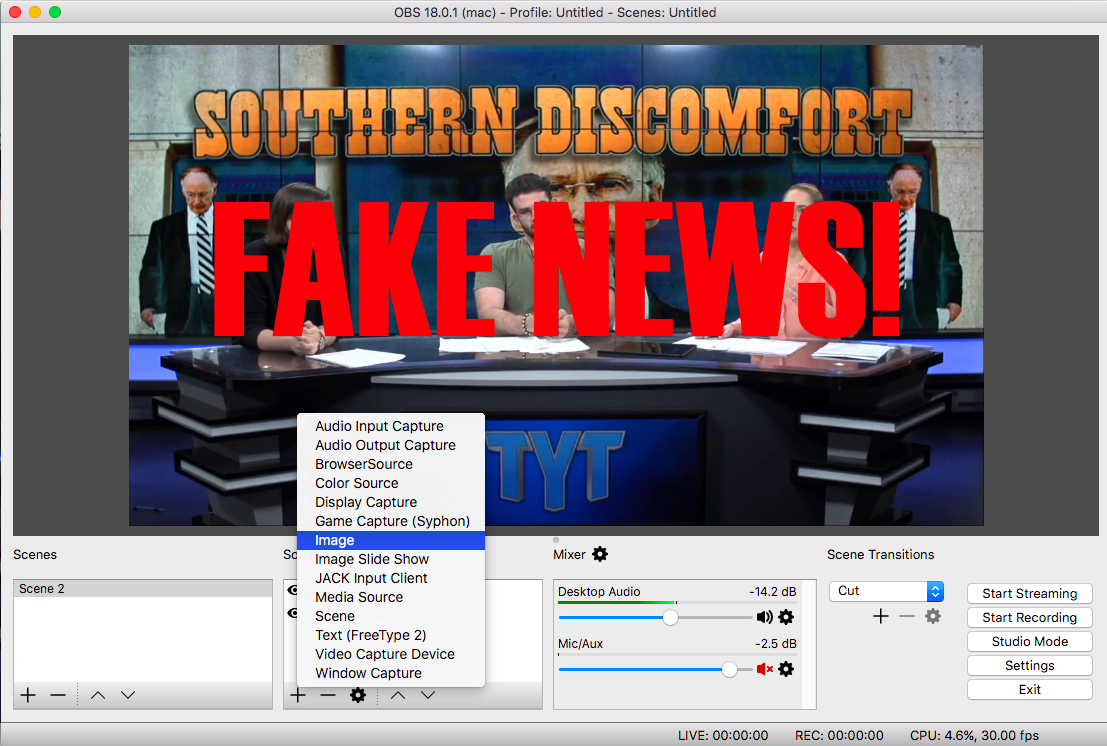 OBS 18.0.1 (mac) - Profile: Untitled - Scenes: Untitled
SOUTHERN DISCOMFORT
FAKE NEWS!
TYT
Audio Input Capture
Audio Output Capture
BrowserSource
Color Source
Display Capture
Game Capture (Syphon)
Image
Image Slide Show
JACK Input Client
Media Source
Scene
Text (FreeType 2)
Video Capture Device
Window Capture
Scenes
Scene 2
So
Mixer
Desktop Audio -14.2 dB
Mic/Aux -2.5 dB
Scene Transitions
Cut
Start Streaming
Start Recording
Studio Mode
Settings
Exit
LIVE: 00:00:00 REC: 00:00:00 CPU: 4.6%, 30.00 fps